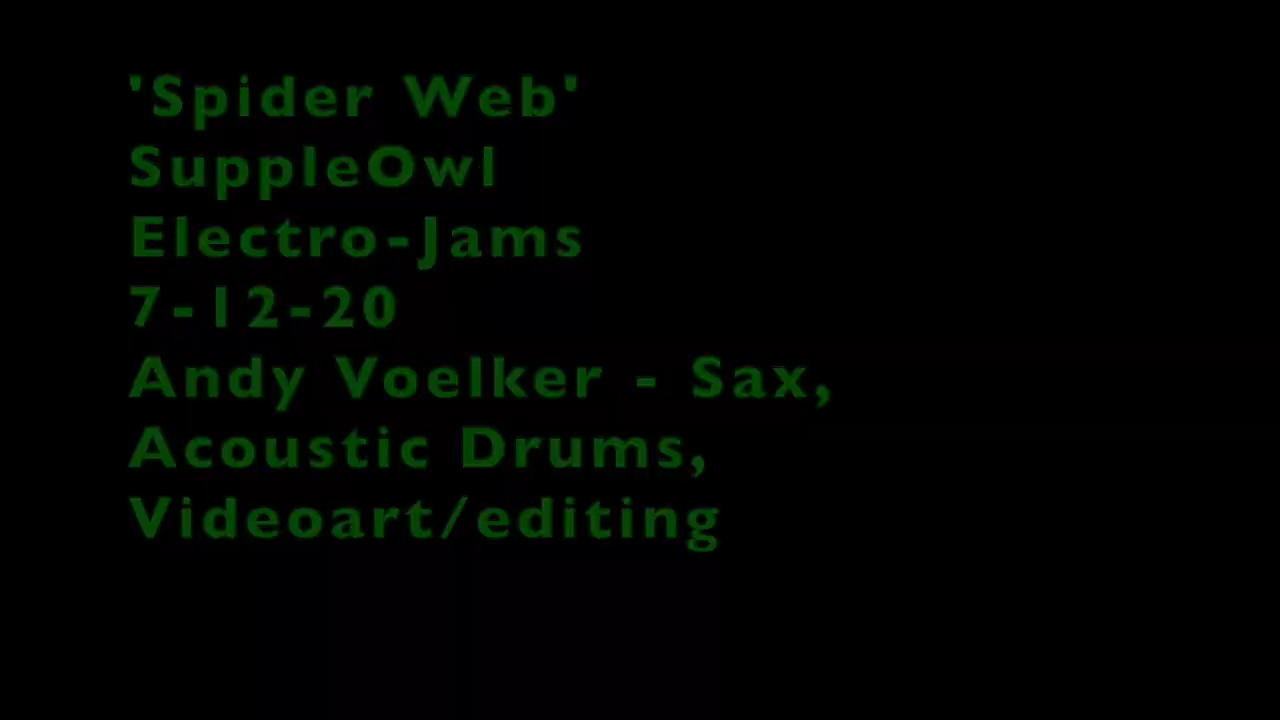 'Spider Web'
SuppleOwl
Electro-Jams
7-12-20
Andy Voelker - Sax,
Acoustic Drums,
Videoart/editing